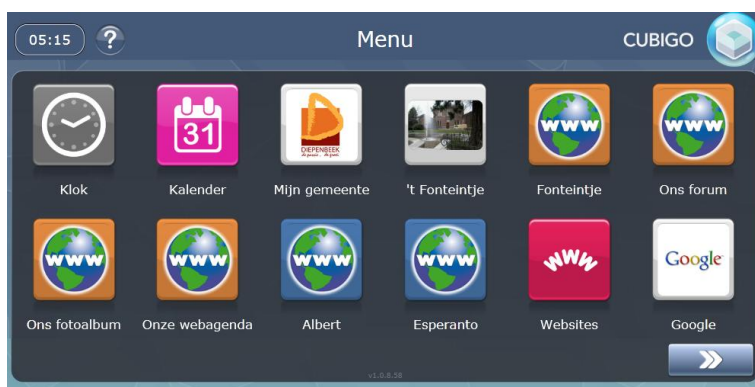 05:15
?
Menu
CUBIGO
31
DIEPENBEEK
www
www
Klok
Kalender
Mijn gemeente
't Fonteintje
Fonteintje
Ons forum
www
www
www
www
www
Google
Ons fotoalbum
Onze webagenda
Albert
Esperanto
Websites
Google
v1.0.8.58